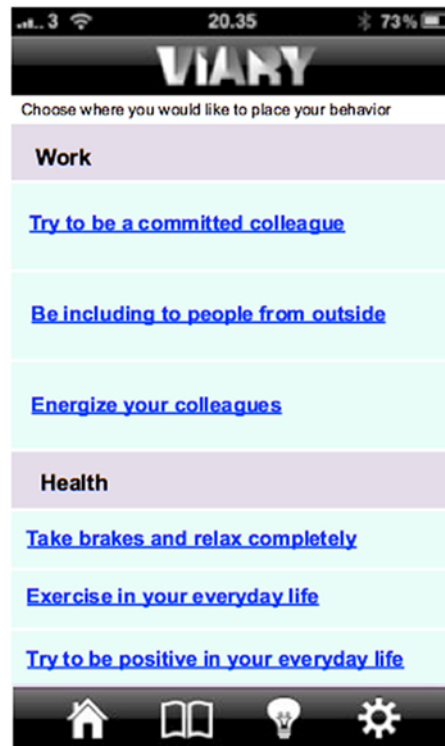 3 20.35 73%
VIARY
Choose where you would like to place your behavior
Work
Try to be a committed colleague
Be including to people from outside
Energize your colleagues
Health
Take brakes and relax completely
Exercise in your everyday life
Try to be positive in your everyday life